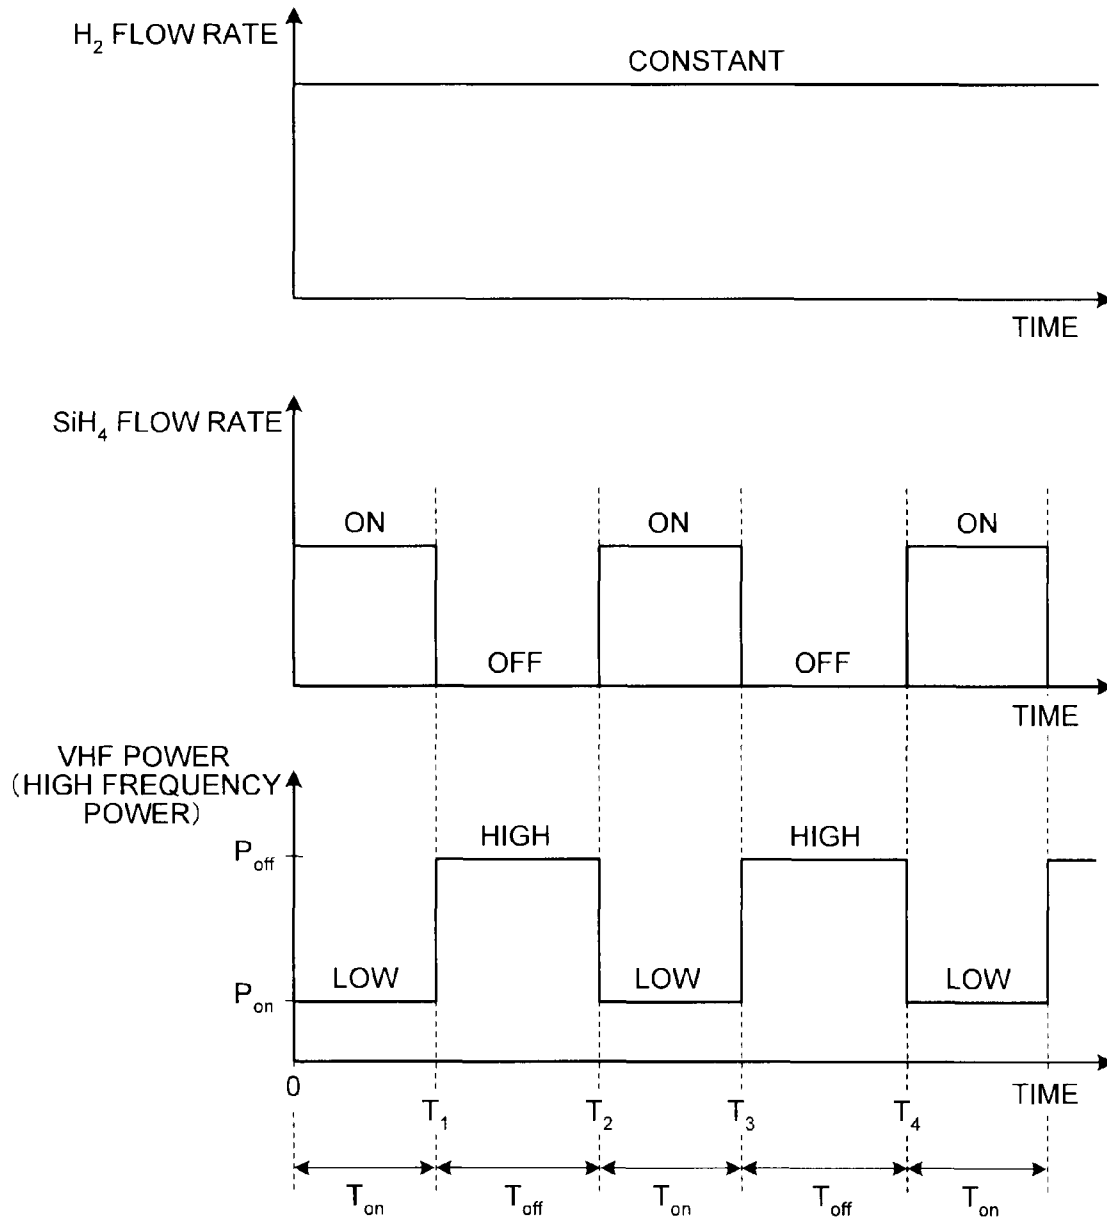 H2 FLOW RATE
CONSTANT
TIME
SiH4 FLOW RATE
ON
ON
ON
OFF
OFF
TIME
VHF POWER
(HIGH FREQUENCY
POWER)
HIGH
HIGH
Poff
LOW
LOW
LOW
Pon
0
TIME
T1
T2
T3
T4
Ton
Toff
Ton
Toff
Ton